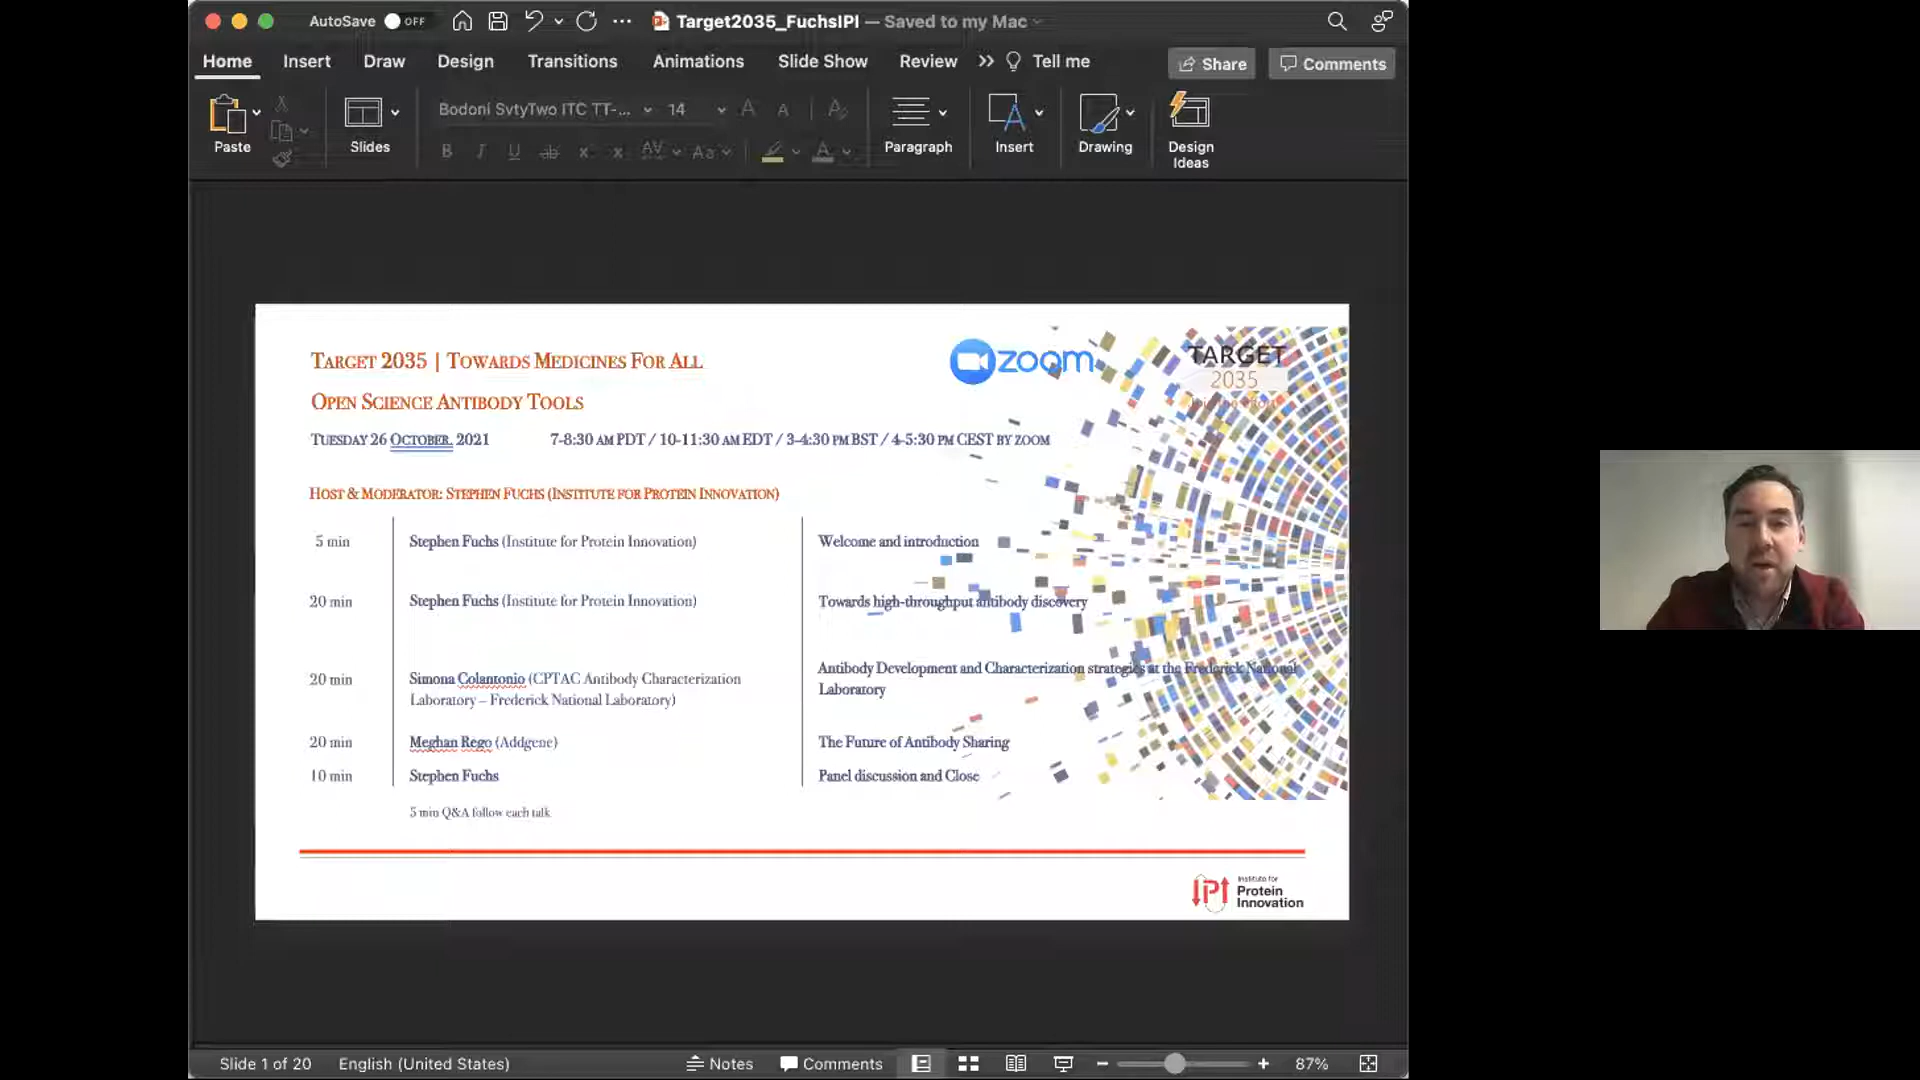 AutoSave OFF
Target2035_FuchsIPI — Saved to my Mac
Home Insert Draw Design Transitions Animations Slide Show Review Tell me
Share Comments
Bodoni SvtyTwo ITC TT-... 14
Paste Slides Paragraph Insert Drawing Design
Ideas
TARGET 2035 | TOWARDS MEDICINES FOR ALL
zoom
TARGET
2035
OPEN SCIENCE ANTIBODY TOOLS
TUESDAY 26 OCTOBER, 2021 7-8:30 AM PDT / 10-11:30 AM EDT / 3-4:30 PM BST / 4-5:30 PM CEST BY ZOOM
HOST & MODERATOR: STEPHEN FUCHS (INSTITUTE FOR PROTEIN INNOVATION)
5 min Stephen Fuchs (Institute for Protein Innovation) Welcome and introduction
20 min Stephen Fuchs (Institute for Protein Innovation) Towards high-throughput antibody discovery
20 min Simona Colantonio (CPTAC Antibody Characterization
Laboratory – Frederick National Laboratory)
Antibody Development and Characterization strategies at the Frederick National
Laboratory
20 min Meghan Rego (Addgene) The Future of Antibody Sharing
10 min Stephen Fuchs Panel discussion and Close
5 min Q&A follow each talk
IPI
Institute for
Protein
Innovation
Slide 1 of 20 English (United States) Notes Comments 87%